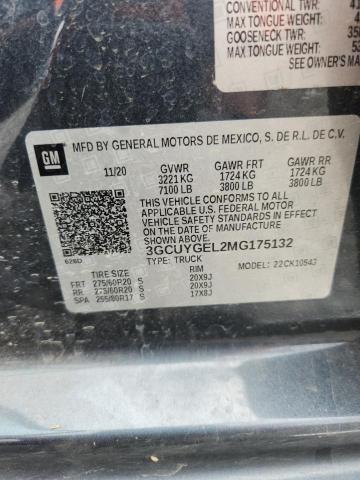 CONVENTIONAL TWR:
MAX TONGUE WEIGHT
GOOSENECK TWR:
MAX TONGUE WEIGHT
SEE OWNER'S MA
GM
MFD BY GENERAL MOTORS DE MEXICO, S. DE R.L. DE C.V.
11/20 GVWR GAWR FRT GAWR RR
3221 KG 1724 KG 1724 KG
7100 LB 3800 LB 3800 LB
THIS VEHICLE CONFORMS TO ALL
APPLICABLE U.S. FEDERAL MOTOR
VEHICLE SAFETY, BUMPER, AND THEFT
PREVENTION STANDARDS IN EFFECT ON
THE DATE OF MANUFACTURE SHOWN ABOVE.
3GCUYGEL2MG175132
TYPE: TRUCK 22CK10543
TIRE SIZE RIM
FRT 275/60R20 S 20X9J
RR 275/60R20 S 20X9J
SPA 255/80R17 S 17X8J